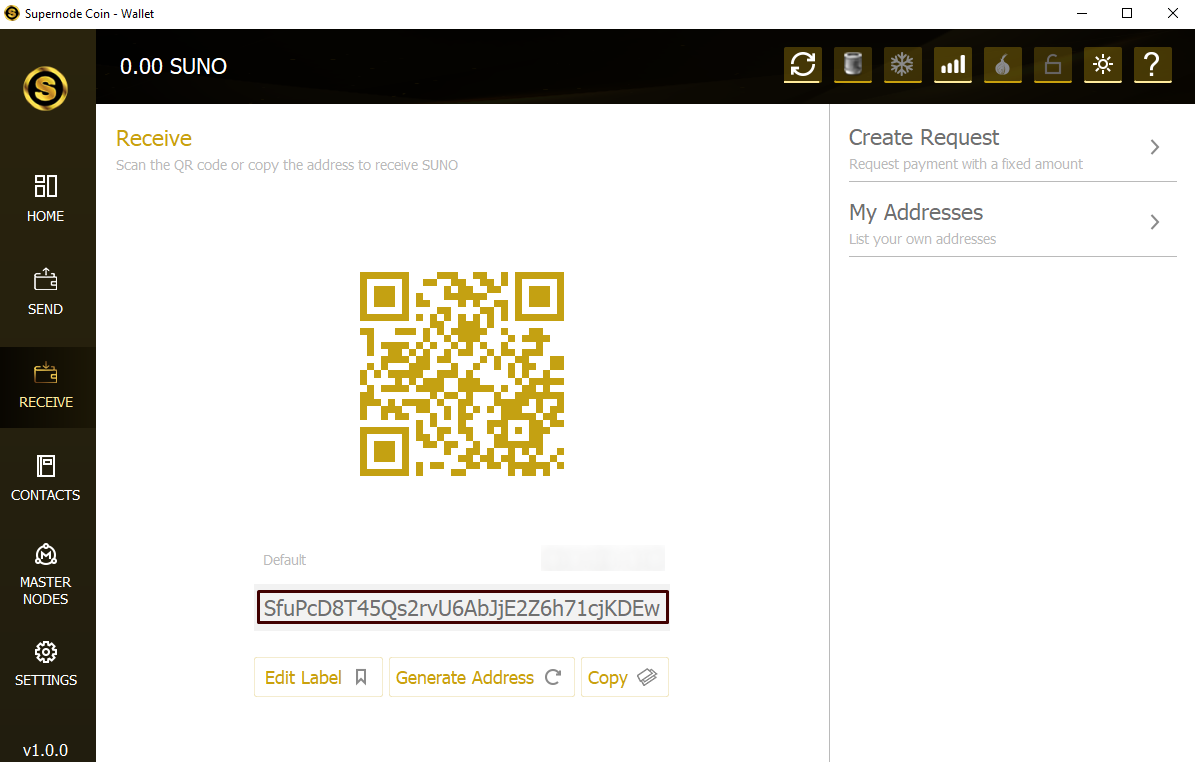 Supernode Coin - Wallet
0.00 SUNO
HOME
SEND
RECEIVE
CONTACTS
MASTER
NODES
SETTINGS
v1.0.0
Receive
Scan the QR code or copy the address to receive SUNO
Default
SfuPcD8T45Qs2rvU6AbJjE2Z6h71cjKDEw
Edit Label
Generate Address
Copy
Create Request
Request payment with a fixed amount
My Addresses
List your own addresses